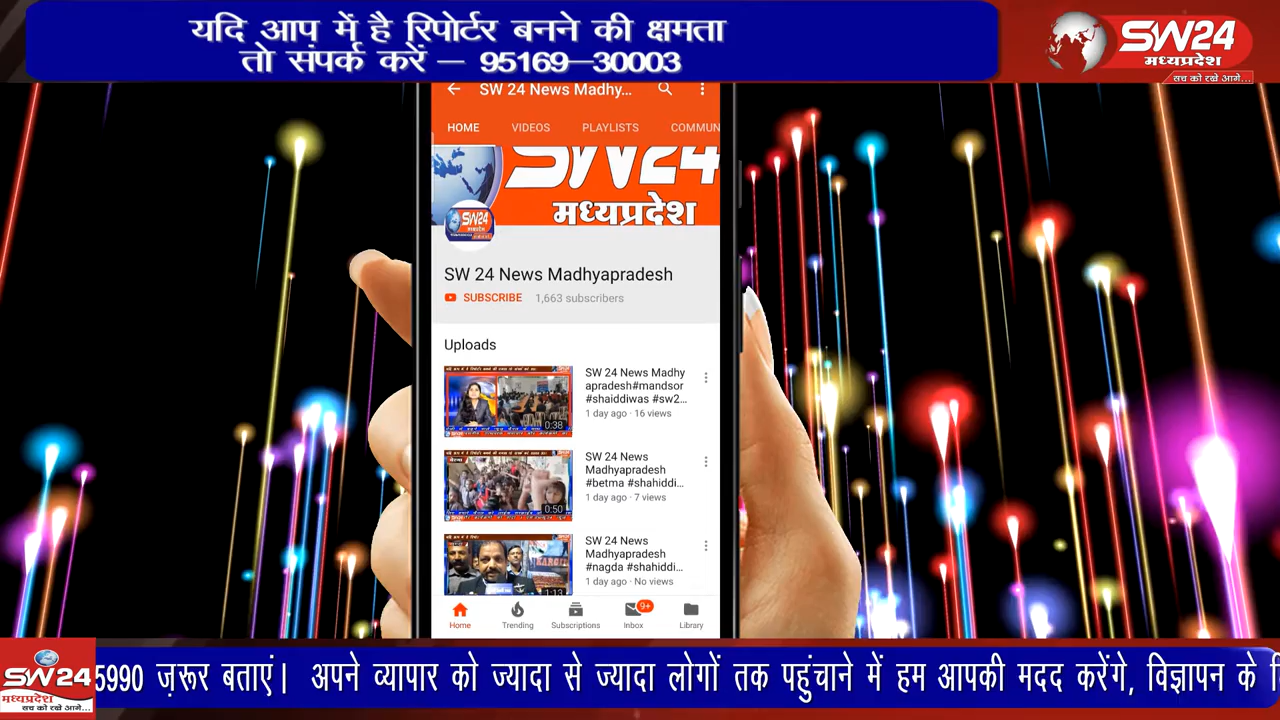 यदि आप में है रिपोर्टर बनने की क्षमता
तो संपर्क करें – 95169–30003
SW24
मध्यप्रदेश
सच को रखे आगे...
SW 24 News Madhy...
HOME VIDEOS PLAYLISTS COMMUN
SW24
मध्यप्रदेश
SW24
SW 24 News Madhyapradesh
SUBSCRIBE 1,663 subscribers
Uploads
SW 24 News Madhy
apradesh#mandsor
#shaiddiwas #sw2...
1 day ago · 16 views
0:38
SW 24 News
Madhyapradesh
#betma #shahiddi...
1 day ago · 7 views
0:50
SW 24 News
Madhyapradesh
#nagda #shahiddi...
1 day ago · No views
1:13
9+
Home Trending Subscriptions Inbox Library
SW24
मध्यप्रदेश
सच को रखे आगे...
5990 ज़रूर बताएं। अपने व्यापार को ज्यादा से ज्यादा लोगों तक पहुंचाने में हम आपकी मदद करेंगे, विज्ञापन के